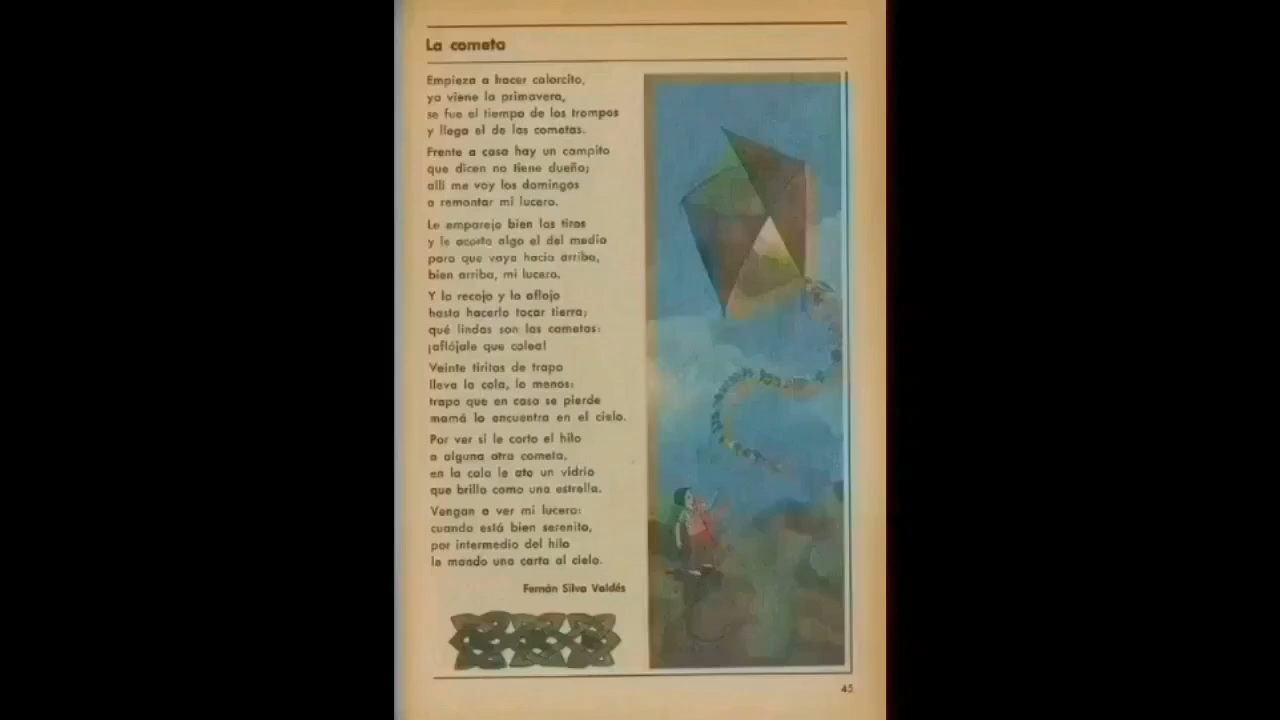 La cometa
Empieza a hacer calorcito,
ya viene la primavera,
se fue el tiempo de los trompos
y llega el de las cometas.
Frente a casa hay un campito
que dicen no tiene dueño;
allí me voy los domingos
a remontar mi lucero.
Le emparejo bien los tiros
y le acorto algo el del medio
para que vaya hacia arriba,
bien arriba, mi lucero.
Y la recojo y la aflojo
hasta hacerla tocar tierra;
qué lindas son las cometas:
¡aflójale que colea!
Veinte tiritas de trapo
lleva la cola, lo menos:
trapo que en casa se pierde
mamá lo encuentra en el cielo.
Por ver si le corto el hilo
a alguna otra cometa,
en la cola le ato un vidrio
que brilla como una estrella.
Vengan a ver mi lucero:
cuando está bien serenito,
por intermedio del hilo
le mando una carta al cielo.
Fernán Silva Valdés
45